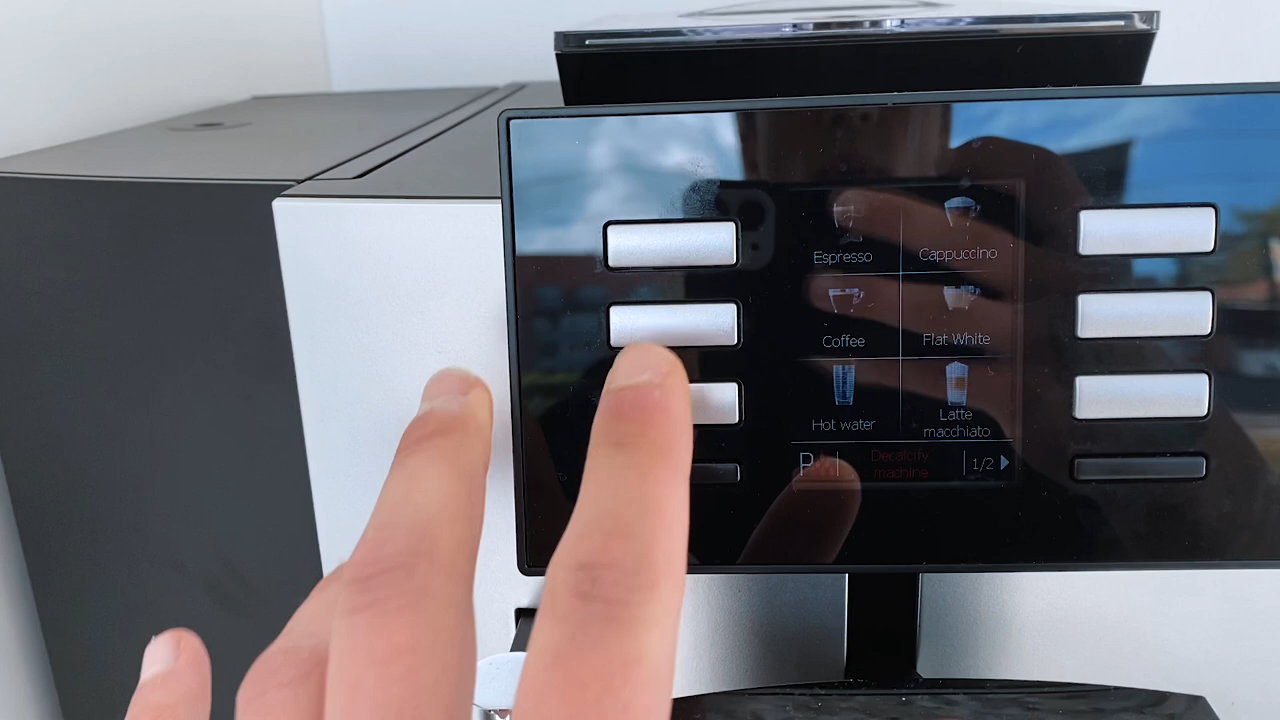 Espresso
Cappuccino
Coffee
Flat White
Hot water
Latte
macchiato
P
Decalcify
machine
1/2